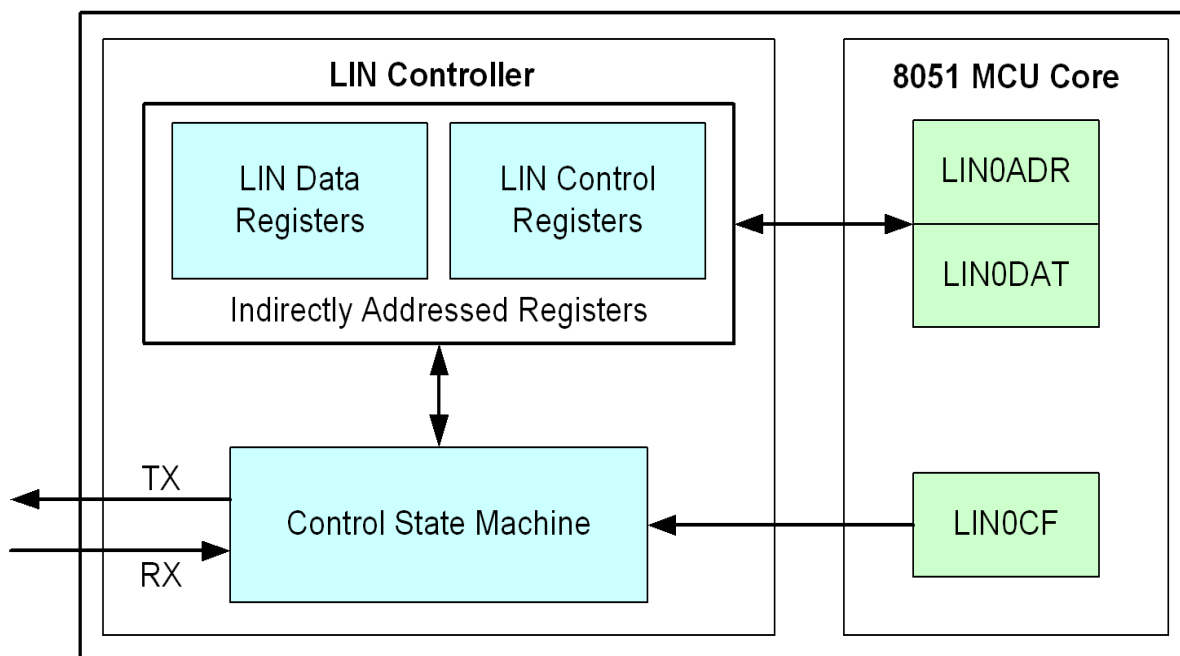 LIN Controller
8051 MCU Core
LIN Data
Registers
LIN Control
Registers
LIN0ADR
LIN0DAT
Indirectly Addressed Registers
TX
Control State Machine
LIN0CF
RX